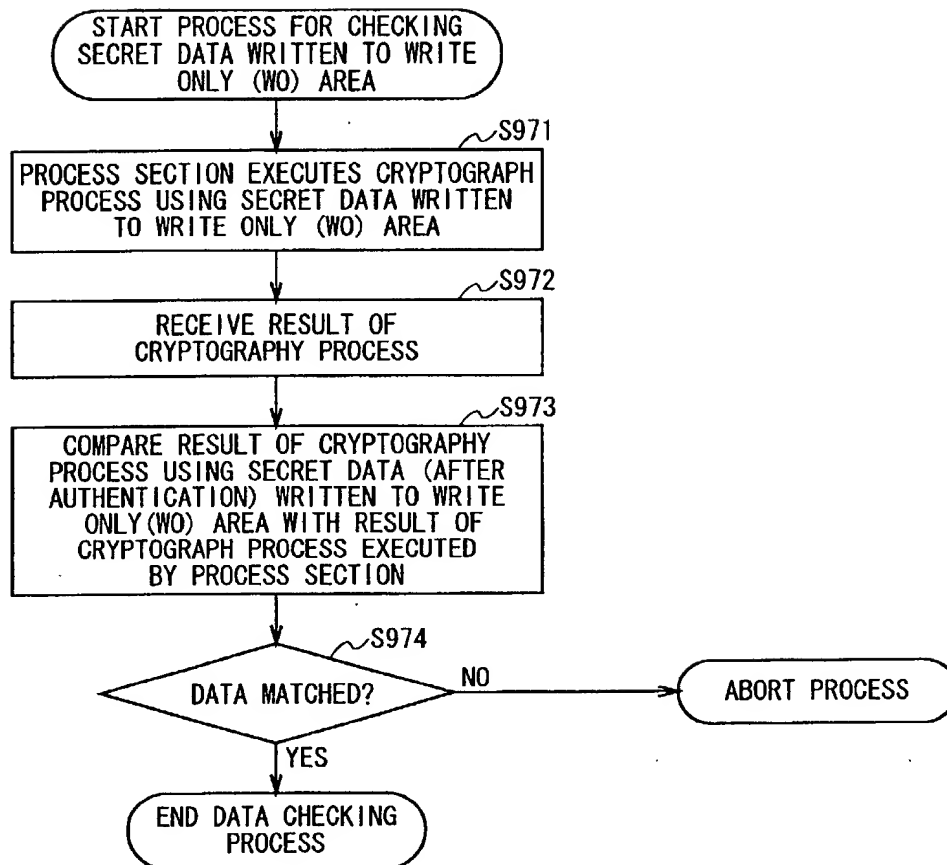 START PROCESS FOR CHECKING
SECRET DATA WRITTEN TO WRITE
ONLY (WO) AREA
S971
PROCESS SECTION EXECUTES CRYPTOGRAPH
PROCESS USING SECRET DATA WRITTEN
TO WRITE ONLY (WO) AREA
S972
RECEIVE RESULT OF
CRYPTOGRAPHY PROCESS
S973
COMPARE RESULT OF CRYPTOGRAPHY
PROCESS USING SECRET DATA (AFTER
AUTHENTICATION) WRITTEN TO WRITE
ONLY(WO) AREA WITH RESULT OF
CRYPTOGRAPH PROCESS EXECUTED
BY PROCESS SECTION
S974
DATA MATCHED?
NO
ABORT PROCESS
YES
END DATA CHECKING
PROCESS